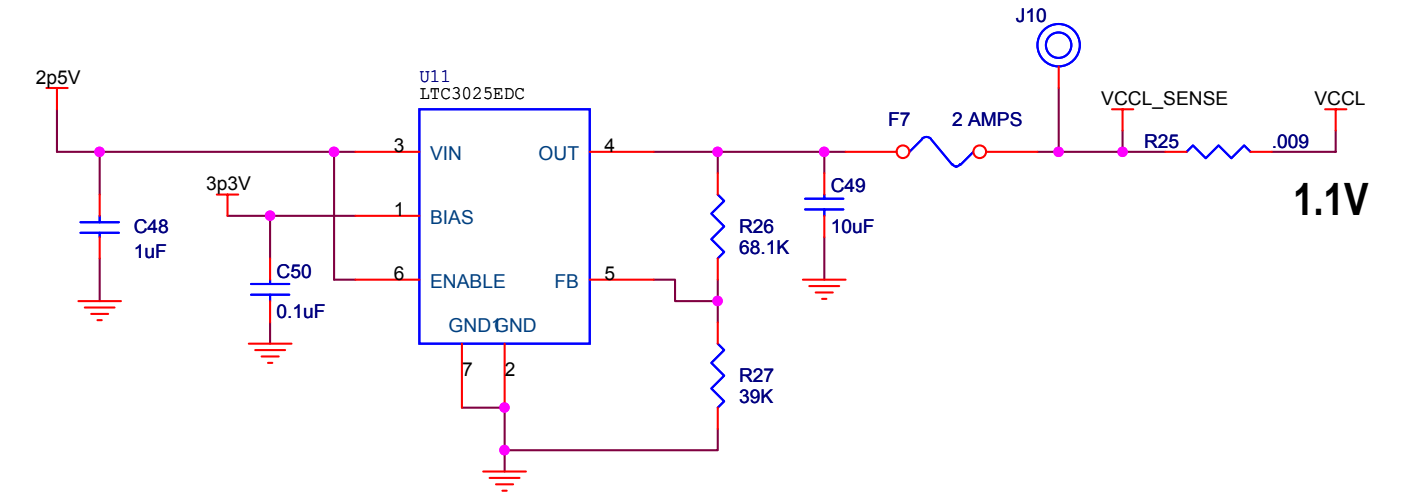 J10
2p5V
U11
LTC3025EDC
VCCL_SENSE
VCCL
F7 2 AMPS
R25 .009
3 VIN OUT 4
1.1V
3p3V
C49
10uF
1 BIAS
C48
1uF
R26
68.1K
C50
0.1uF
6 ENABLE FB 5
GND1 GND
7 2
R27
39K